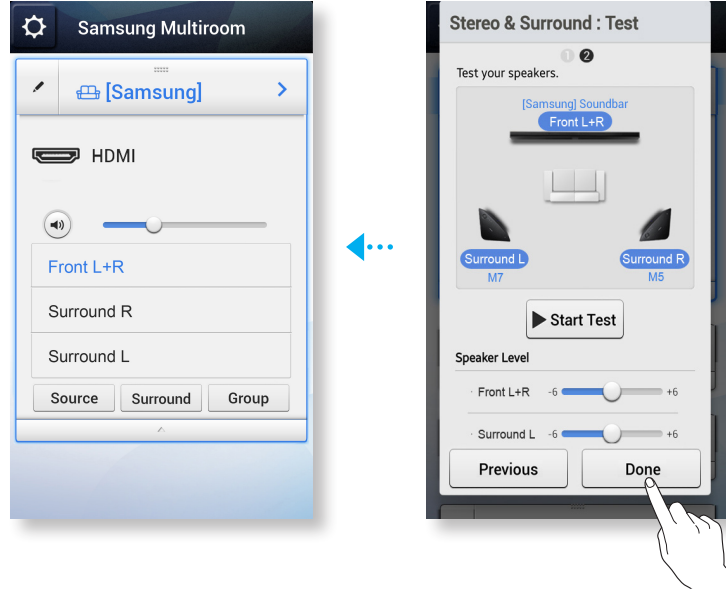 Samsung Multiroom
[Samsung]
HDMI
Front L+R
Surround R
Surround L
Source
Surround
Group
Stereo & Surround : Test
1 2
Test your speakers.
[Samsung] Soundbar
Front L+R
Surround L
M7
Surround R
M5
Start Test
Speaker Level
· Front L+R -6 +6
· Surround L -6 +6
Previous
Done